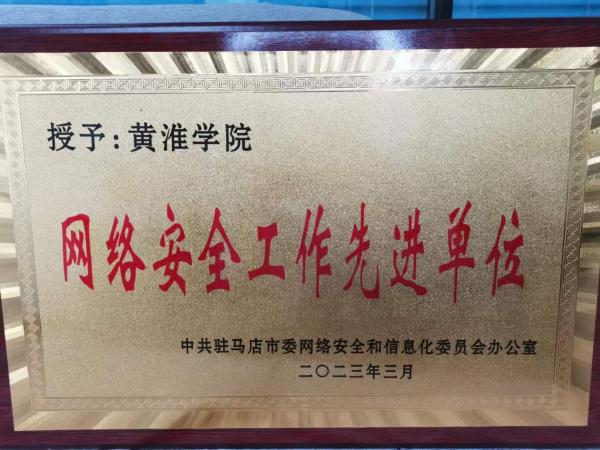 授予:黄淮学院
网络安全工作先进单位
中共驻马店市委网络安全和信息化委员会办公室
二〇二三年三月